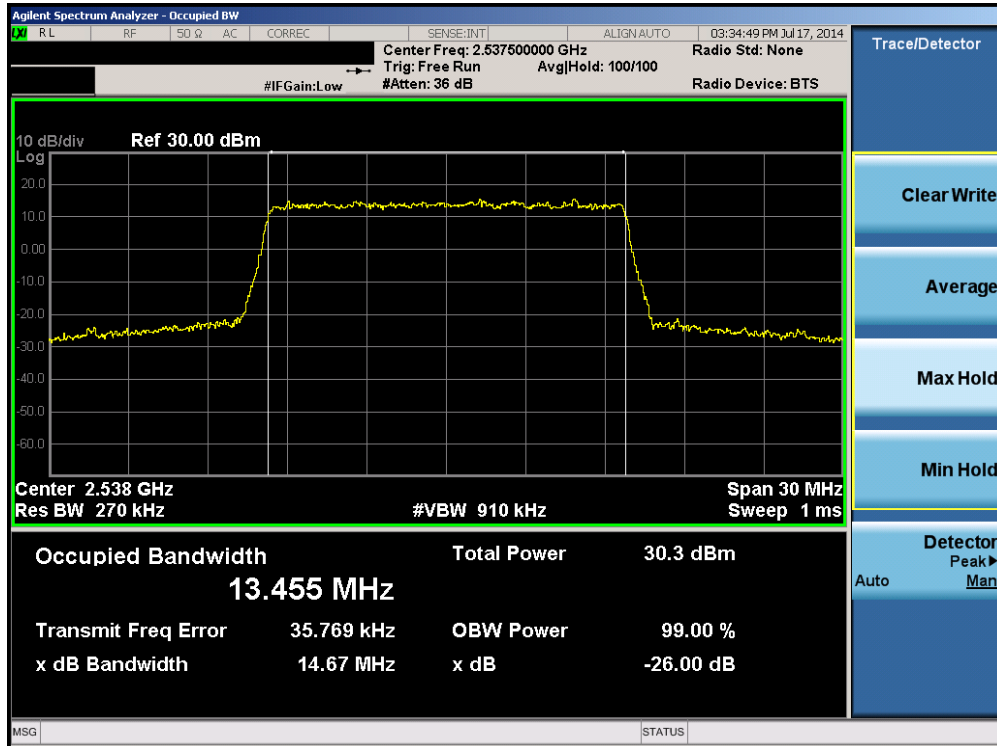 Agilent Spectrum Analyzer - Occupied BW
LXI RL RF 50 Ω AC CORREC SENSE:INT ALIGN AUTO 03:34:49 PM Jul 17, 2014
Center Freq: 2.537500000 GHz Radio Std: None
Trig: Free Run Avg|Hold: 100/100
#IFGain:Low #Atten: 36 dB Radio Device: BTS
10 dB/div Ref 30.00 dBm
Log
20.0
10.0
0.00
-10.0
-20.0
-30.0
-40.0
-50.0
-60.0
Center 2.538 GHz Span 30 MHz
Res BW 270 kHz #VBW 910 kHz Sweep 1 ms
Occupied Bandwidth Total Power 30.3 dBm
13.455 MHz
Transmit Freq Error 35.769 kHz OBW Power 99.00 %
x dB Bandwidth 14.67 MHz x dB -26.00 dB
MSG STATUS
Trace/Detector
Clear Write
Average
Max Hold
Min Hold
Detector
Peak▶
Auto Man